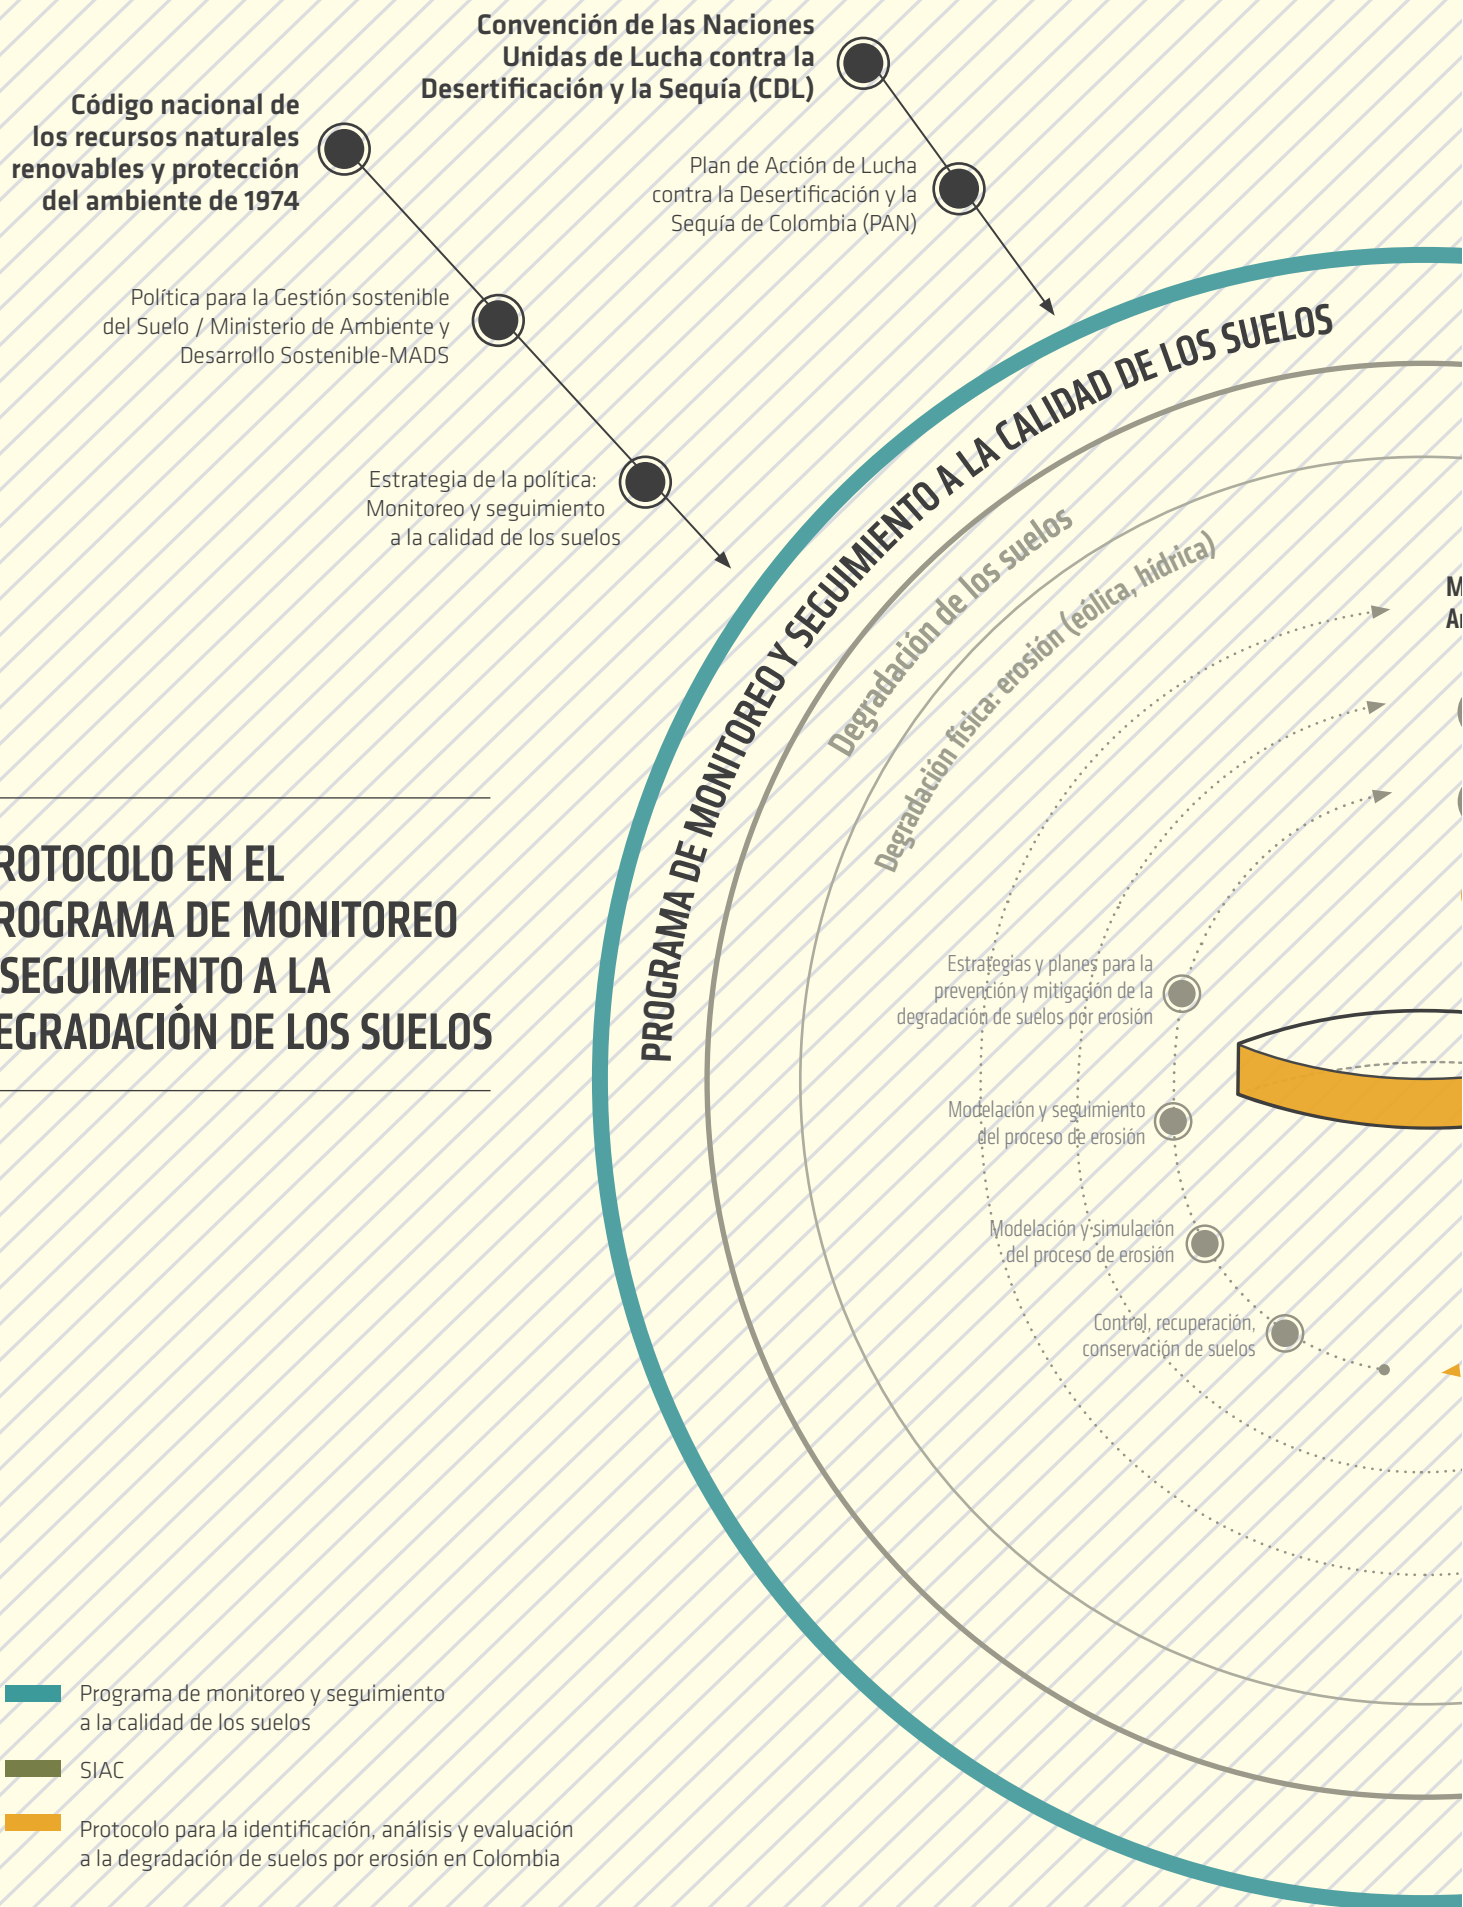 Convención de las Naciones
Unidas de Lucha contra la
Desertificación y la Sequía (CDL)
Código nacional de
los recursos naturales
renovables y protección
del ambiente de 1974
Plan de Acción de Lucha
contra la Desertificación y la
Sequía de Colombia (PAN)
Política para la Gestión sostenible
del Suelo / Ministerio de Ambiente y
Desarrollo Sostenible-MADS
Estrategia de la política:
Monitoreo y seguimiento
a la calidad de los suelos
PROGRAMA DE MONITOREO Y SEGUIMIENTO A LA CALIDAD DE LOS SUELOS
Degradación de los suelos
Degradación física: erosión (eólica, hídrica)
ROTOCOLO EN EL
ROGRAMA DE MONITOREO
SEGUIMIENTO A LA
EGRADACIÓN DE LOS SUELOS
Estrategias y planes para la
prevención y mitigación de la
degradación de suelos por erosión
Modelación y seguimiento
del proceso de erosión
Modelación y simulación
del proceso de erosión
Control, recuperación,
conservación de suelos
Programa de monitoreo y seguimiento
a la calidad de los suelos
SIAC
Protocolo para la identificación, análisis y evaluación
a la degradación de suelos por erosión en Colombia